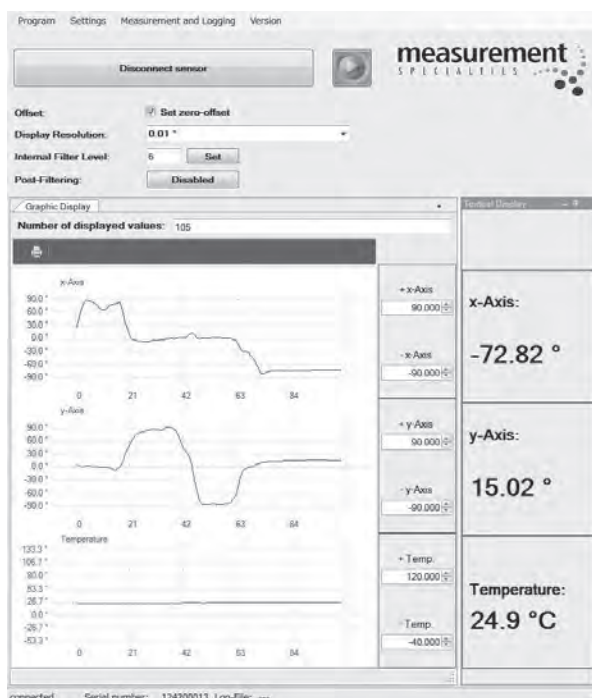 Program Settings Measurement and Logging Version
Disconnect sensor
measurement
SPECIALTIES
Offset: Set zero-offset
Display Resolution: 0.01 °
Internal Filter Level: 6 Set
Post-Filtering: Disabled
Graphic Display
Textual Display
Number of displayed values: 105
x-Axis
90.0 °
60.0 °
30.0 °
0.0 °
-30.0 °
-60.0 °
-90.0 °
0 21 42 63 84
+ x-Axis
90.000
- x-Axis
-90.000
x-Axis:
-72.82 °
y-Axis
90.0 °
60.0 °
30.0 °
0.0 °
-30.0 °
-60.0 °
-90.0 °
0 21 42 63 84
+ y-Axis
90.000
- y-Axis
-90.000
y-Axis:
15.02 °
Temperature
133.3 °
106.7 °
80.0 °
53.3 °
26.7 °
0.0 °
-26.7 °
-53.3 °
0 21 42 63 84
+ Temp.
120.000
- Temp.
-40.000
Temperature:
24.9 °C
connected Serial number: 124200013 Log-File: ---